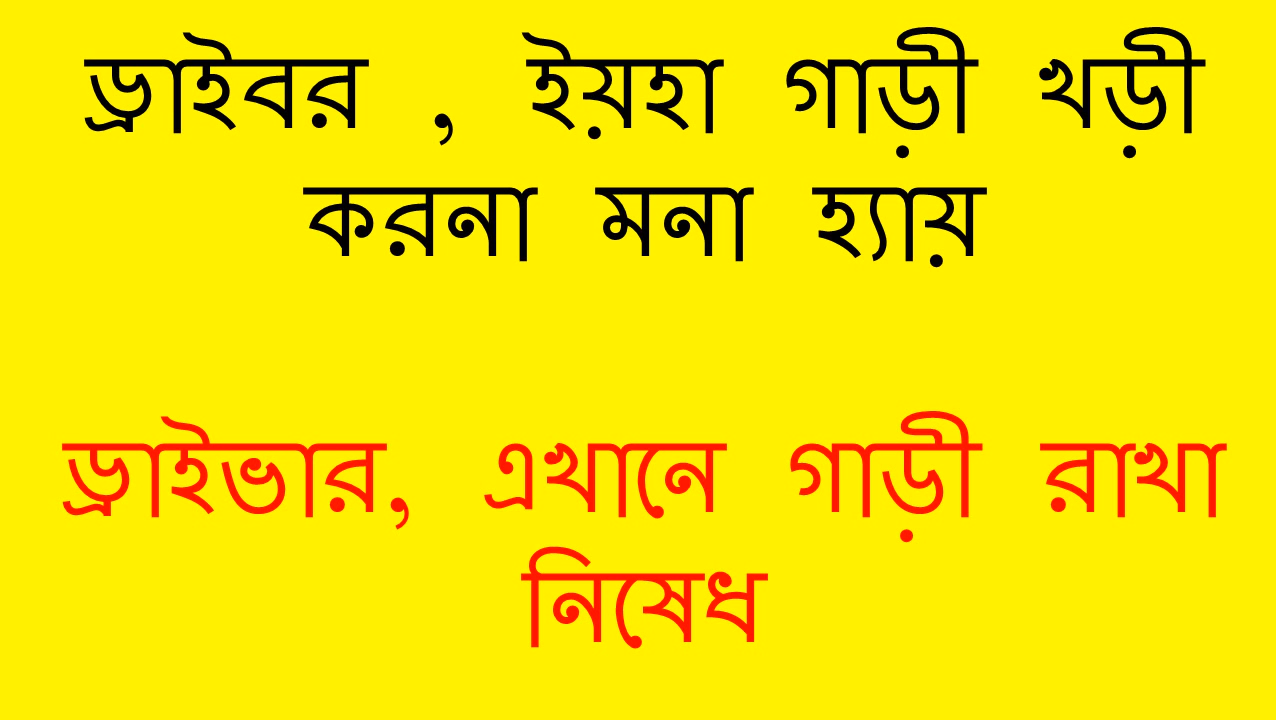 ড্রাইবর , ইয়হা গাড়ী খড়ী
করনা মনা হ্যায়
ড্রাইভার, এখানে গাড়ী রাখা
নিষেধ